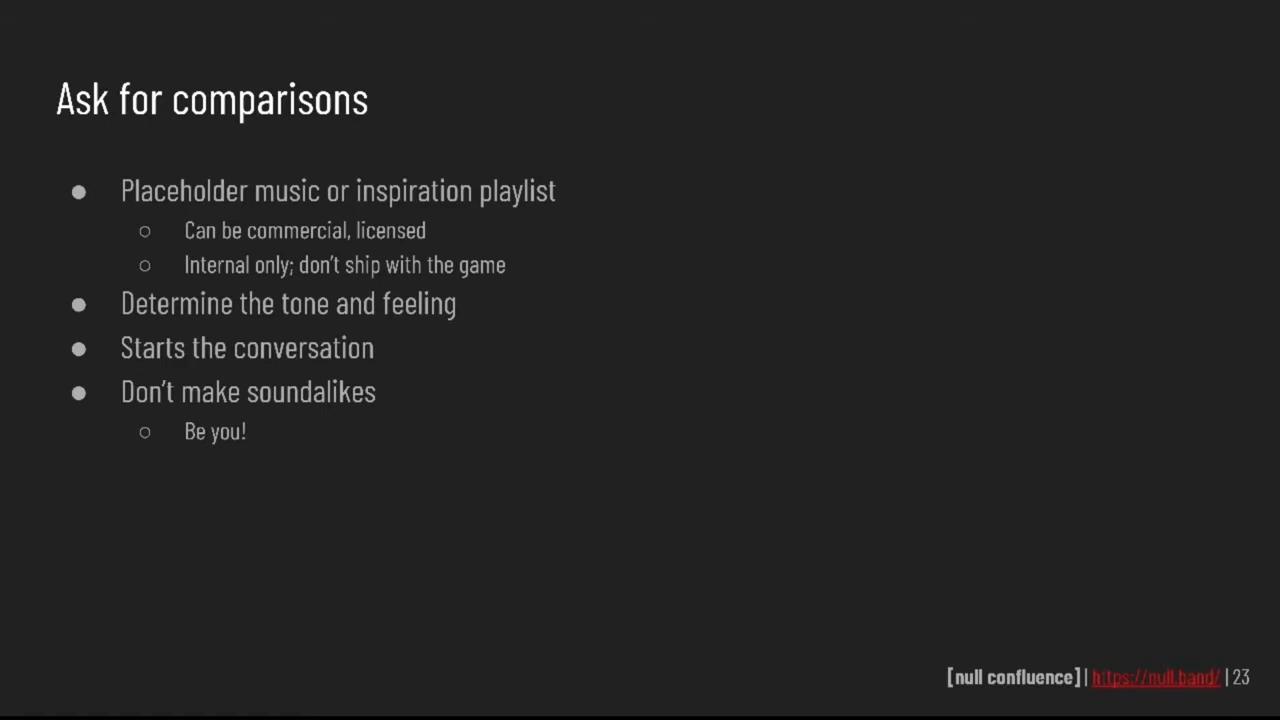 Ask for comparisons
● Placeholder music or inspiration playlist
○ Can be commercial, licensed
○ Internal only; don't ship with the game
● Determine the tone and feeling
● Starts the conversation
● Don't make soundalikes
○ Be you!
[null confluence] | https://null.band/ | 23